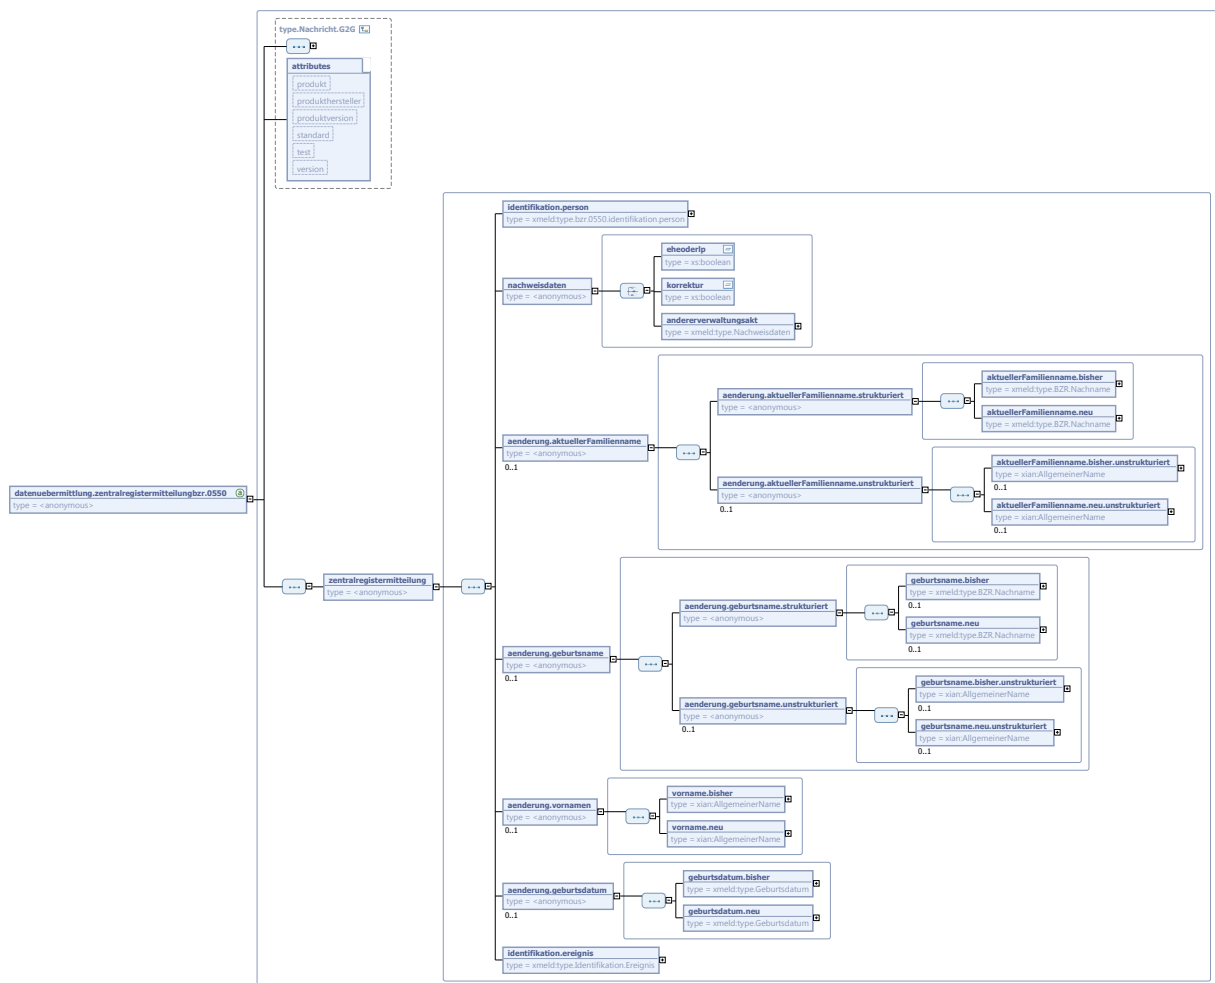 type.Nachricht.G2G
attributes
produkt
produkthersteller
produktversion
standard
test
version
identifikation.person
type = xmeld:type.bzr.0550.identifikation.person
nachweisdaten
type = <anonymous>
eheoderlp
type = xs:boolean
korrektur
type = xs:boolean
andererverwaltungsakt
type = xmeld:type.Nachweisdaten
aenderung.aktuellerFamilienname
type = <anonymous>
0..1
aenderung.aktuellerFamilienname.strukturiert
type = <anonymous>
aktuellerFamilienname.bisher
type = xmeld:type.BZR.Nachname
aktuellerFamilienname.neu
type = xmeld:type.BZR.Nachname
aenderung.aktuellerFamilienname.unstrukturiert
type = <anonymous>
0..1
aktuellerFamilienname.bisher.unstrukturiert
type = xian:AllgemeinerName
0..1
aktuellerFamilienname.neu.unstrukturiert
type = xian:AllgemeinerName
0..1
datenuebermittlung.zentralregistermitteilungbzr.0550
type = <anonymous>
zentralregistermitteilung
type = <anonymous>
aenderung.geburtsname
type = <anonymous>
0..1
aenderung.geburtsname.strukturiert
type = <anonymous>
geburtsname.bisher
type = xmeld:type.BZR.Nachname
0..1
geburtsname.neu
type = xmeld:type.BZR.Nachname
0..1
aenderung.geburtsname.unstrukturiert
type = <anonymous>
0..1
geburtsname.bisher.unstrukturiert
type = xian:AllgemeinerName
0..1
geburtsname.neu.unstrukturiert
type = xian:AllgemeinerName
0..1
aenderung.vornamen
type = <anonymous>
0..1
vorname.bisher
type = xian:AllgemeinerName
vorname.neu
type = xian:AllgemeinerName
aenderung.geburtsdatum
type = <anonymous>
0..1
geburtsdatum.bisher
type = xmeld:type.Geburtsdatum
geburtsdatum.neu
type = xmeld:type.Geburtsdatum
identifikation.ereignis
type = xmeld:type.Identifikation.Ereignis